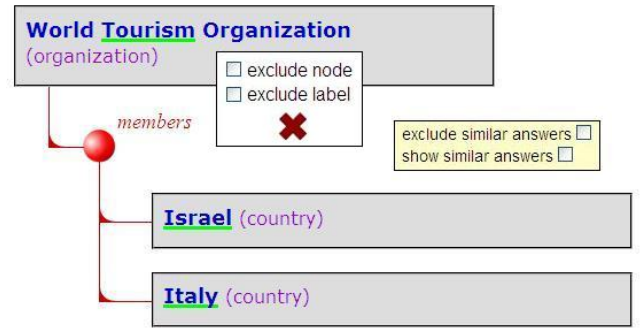 World Tourism Organization
(organization)
exclude node
exclude label
members
exclude similar answers
show similar answers
Israel (country)
Italy (country)